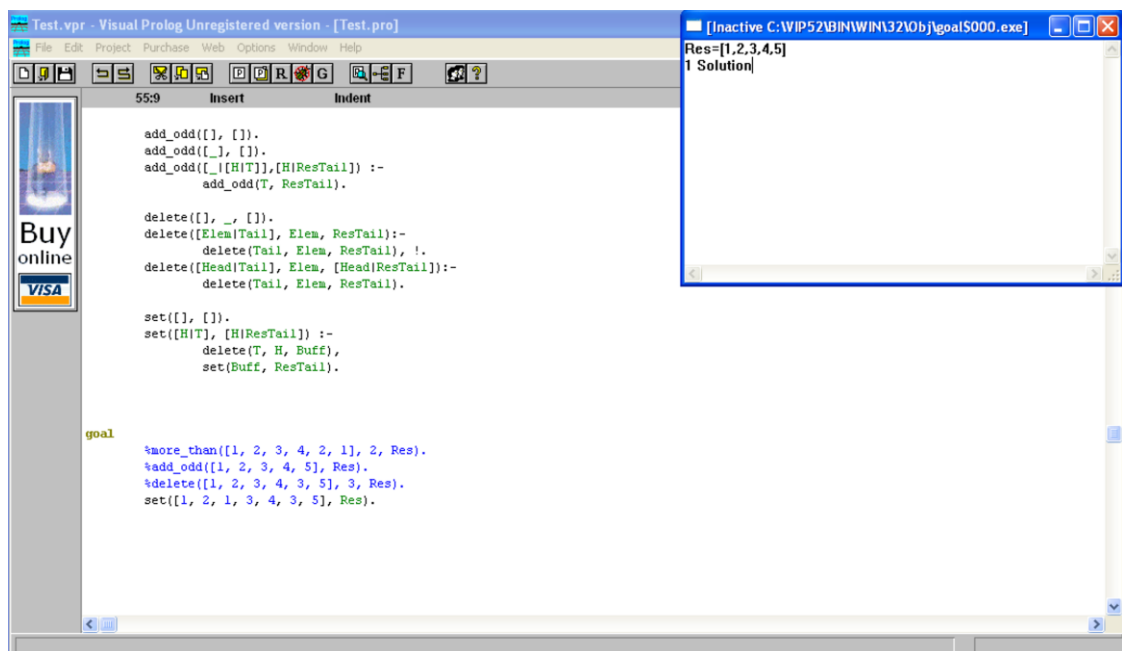 Test.vpr - Visual Prolog Unregistered version - [Test.pro]
File Edit Project Purchase Web Options Window Help
P P R G F ?
55:9 Insert Indent
add_odd([], []).
add_odd([_], []).
add_odd([_|[H|T]],[H|ResTail]) :-
add_odd(T, ResTail).
delete([], _, []).
delete([Elem|Tail], Elem, ResTail):-
delete(Tail, Elem, ResTail), !.
delete([Head|Tail], Elem, [Head|ResTail]):-
delete(Tail, Elem, ResTail).
set([], []).
set([H|T], [H|ResTail]) :-
delete(T, H, Buff),
set(Buff, ResTail).
goal
%more_than([1, 2, 3, 4, 2, 1], 2, Res).
%add_odd([1, 2, 3, 4, 5], Res).
%delete([1, 2, 3, 4, 3, 5], 3, Res).
set([1, 2, 1, 3, 4, 3, 5], Res).
Buy
online
VISA
[Inactive C:\VIP52\BIN\WIN\32\Obj\goal$000.exe]
Res=[1,2,3,4,5]
1 Solution